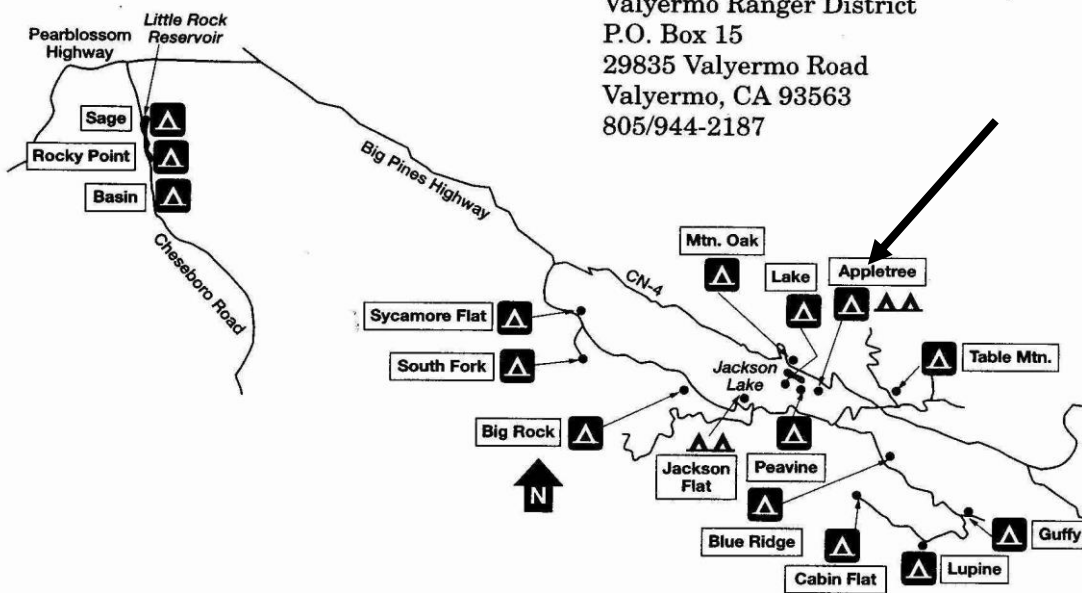 Valyermo Ranger District
P.O. Box 15
29835 Valyermo Road
Valyermo, CA 93563
805/944-2187
Little Rock
Reservoir
Pearblossom
Highway
Sage
Rocky Point
Basin
Cheseboro Road
Big Pines Highway
CN-4
Mtn. Oak
Lake
Appletree
Sycamore Flat
South Fork
Table Mtn.
Jackson
Lake
Big Rock
Jackson
Flat
Peavine
N
Blue Ridge
Guffy
Cabin Flat
Lupine